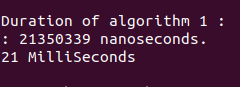 Duration of algorithm 1 :
: 21350339 nanoseconds.
21 MilliSeconds